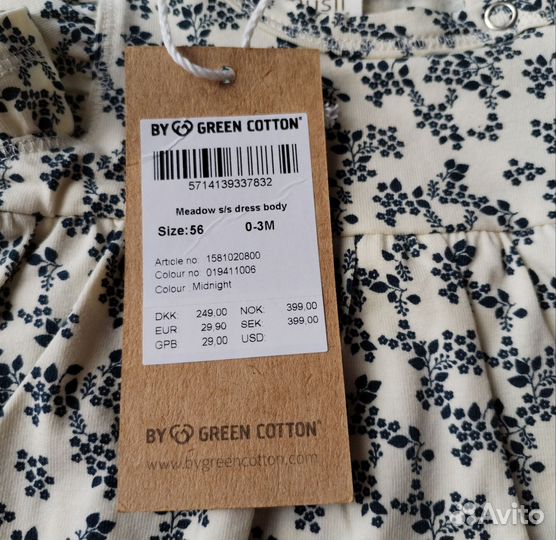 BY GREEN COTTON®
5714139337832
Meadow s/s dress body
Size:56 0-3M
Article no: 1581020800
Colour no: 019411006
Colour: Midnight
DKK: 249,00 NOK: 399,00
EUR 29,90 SEK: 399,00
GPB: 29,00 USD:
BY GREEN COTTON®
www.bygreencotton.com
Avito